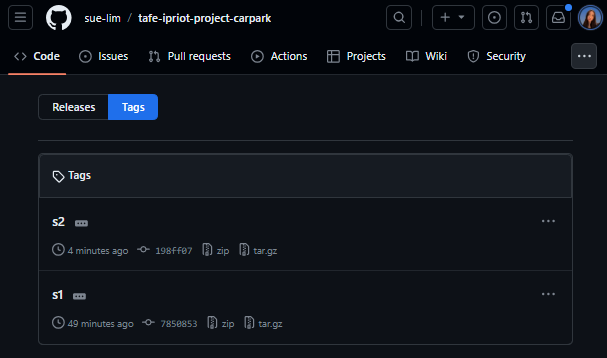 sue-lim / tafe-ipriot-project-carpark
Code Issues Pull requests Actions Projects Wiki Security
Releases Tags
Tags
s2
4 minutes ago 198ff07 zip tar.gz
s1
49 minutes ago 7850853 zip tar.gz